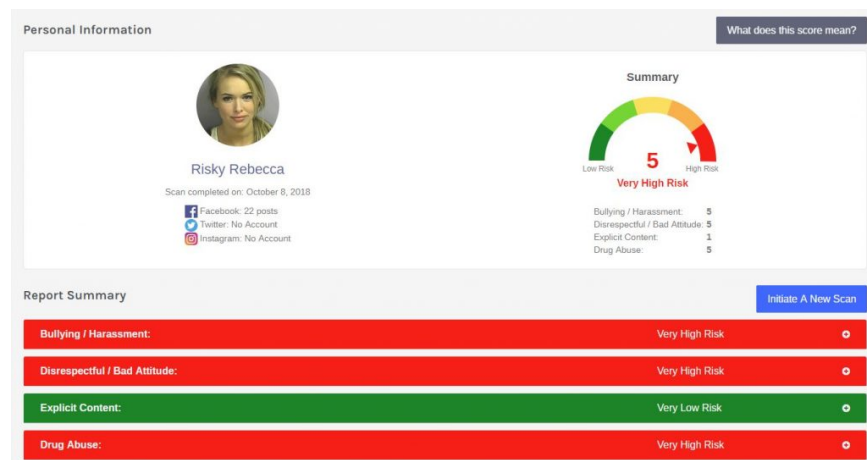 Personal Information
What does this score mean?
Summary
Low Risk
5
High Risk
Very High Risk
Risky Rebecca
Scan completed on: October 8, 2018
Facebook: 22 posts
Twitter: No Account
Instagram: No Account
Bullying / Harassment: 5
Disrespectful / Bad Attitude: 5
Explicit Content: 1
Drug Abuse: 5
Report Summary
Initiate A New Scan
Bullying / Harassment: Very High Risk
Disrespectful / Bad Attitude: Very High Risk
Explicit Content: Very Low Risk
Drug Abuse: Very High Risk